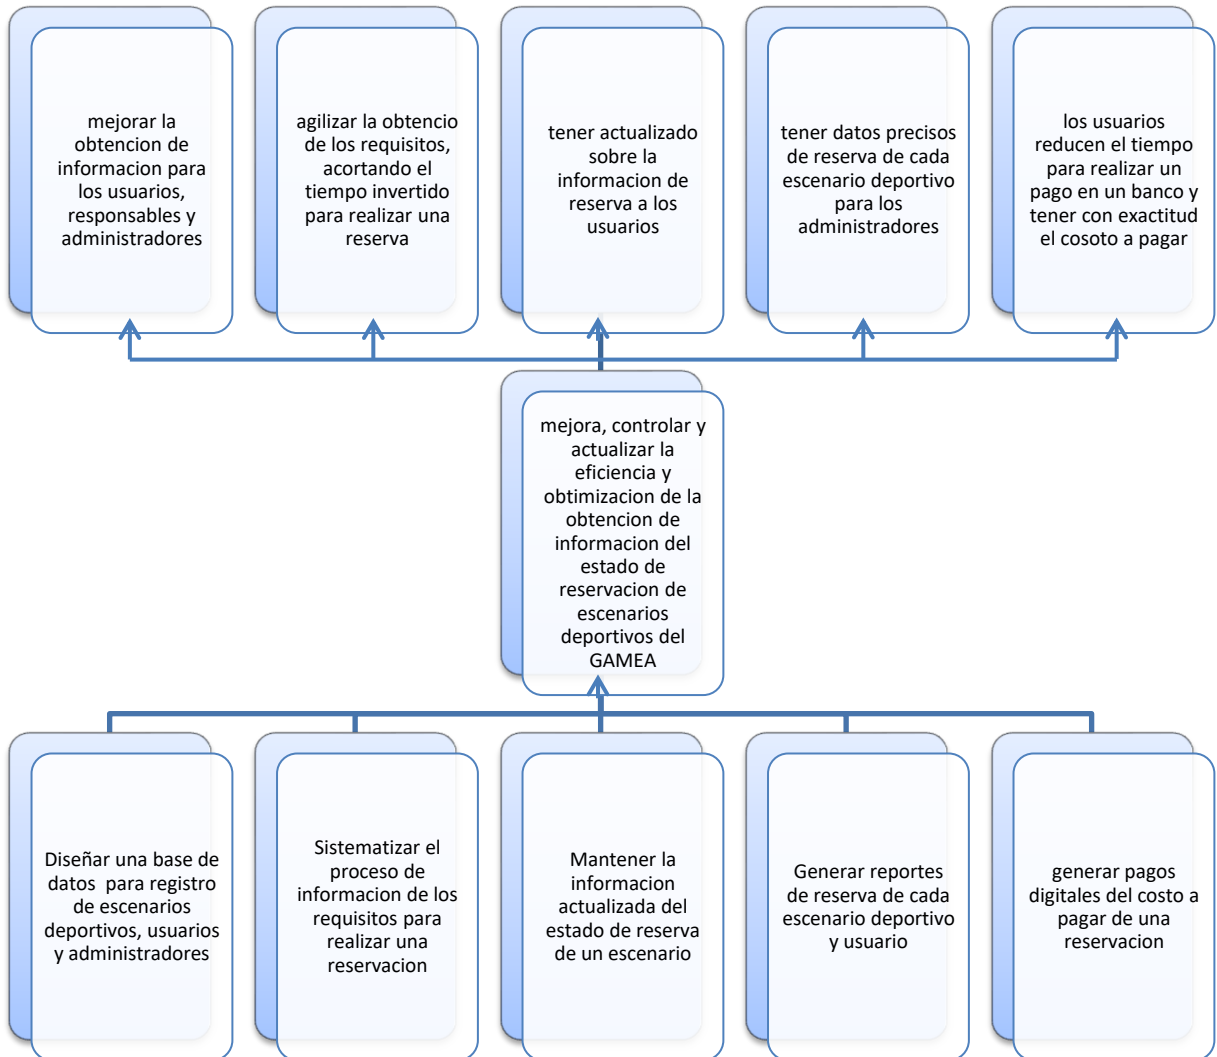 mejorar la
obtencion de
informacion para
los usuarios,
responsables y
administradores
agilizar la obtencio
de los requisitos,
acortando el
tiempo invertido
para realizar una
reserva
tener actualizado
sobre la
informacion de
reserva a los
usuarios
tener datos precisos
de reserva de cada
escenario deportivo
para los
administradores
los usuarios
reducen el tiempo
para realizar un
pago en un banco y
tener con exactitud
el cosoto a pagar
mejora, controlar y
actualizar la
eficiencia y
obtimizacion de la
obtencion de
informacion del
estado de
reservacion de
escenarios
deportivos del
GAMEA
Diseñar una base de
datos  para registro
de escenarios
deportivos, usuarios
y administradores
Sistematizar el
proceso de
informacion de los
requisitos para
realizar una
reservacion
Mantener la
informacion
actualizada del
estado de reserva
de un escenario
Generar reportes
de reserva de cada
escenario deportivo
y usuario
generar pagos
digitales del costo a
pagar de una
reservacion